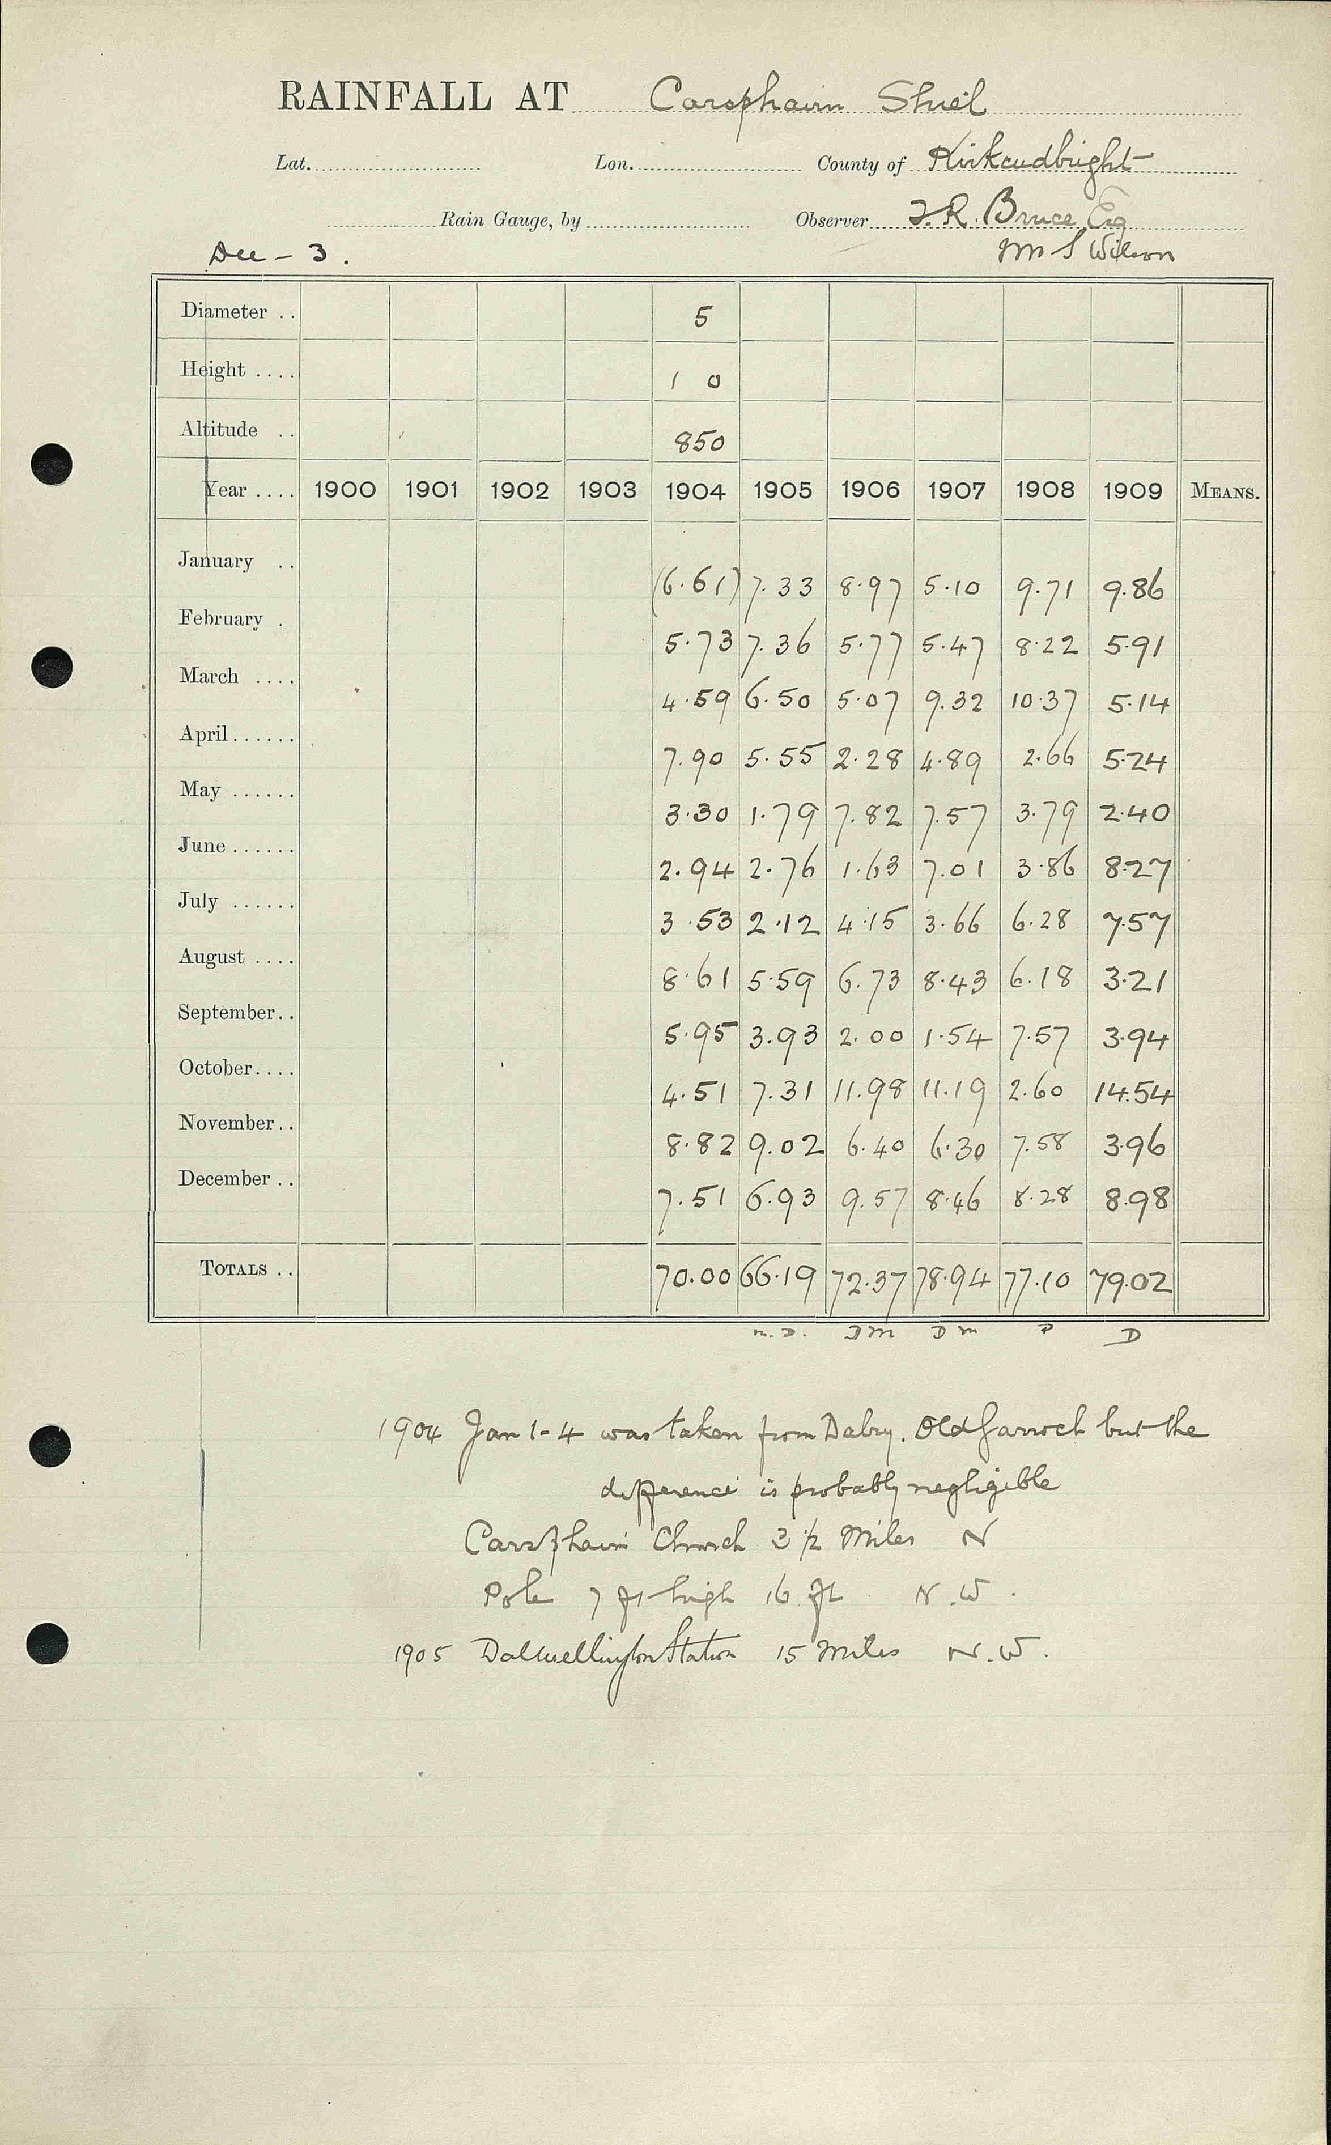 RAINFALL AT Carsphairn Shiel
Lat. Lon. County of Kirkcudbright
Rain Gauge, by Observer F. R. Bruce Esq
Dee - 3. Mr S Wilson
Diameter .. 5
Height .... 1 0
Altitude .. 850
Year .... 1900 1901 1902 1903 1904 1905 1906 1907 1908 1909 MEANS.
January .. (6.61) 7.33 8.97 5.10 9.71 9.86
February . 5.73 7.36 5.77 5.47 8.22 5.91
March .... 4.59 6.50 5.07 9.32 10.37 5.14
April...... 7.90 5.55 2.28 4.89 2.66 5.24
May ...... 3.30 1.79 7.82 7.57 3.79 2.40
June...... 2.94 2.76 1.63 7.01 3.86 8.27
July ...... 3.53 2.12 4.15 3.66 6.28 7.57
August .... 8.61 5.59 6.73 8.43 6.18 3.21
September.. 5.95 3.93 2.00 1.54 7.57 3.94
October.... 4.51 7.31 11.98 11.19 2.60 14.54
November.. 8.82 9.02 6.40 6.30 7.58 3.96
December .. 7.51 6.93 9.57 8.46 8.28 8.98
TOTALS .. 70.00 66.19 72.37 78.94 77.10 79.02
M.D. DM DM D
1904 Jan 1-4 was taken from Dalry. Old Garroch but the
difference is probably negligible
Carsphairn Church 3 1/2 Miles N
Pole 7 ft high 16 ft N.W.
1905 Dalmellington Station 15 Miles N.W.